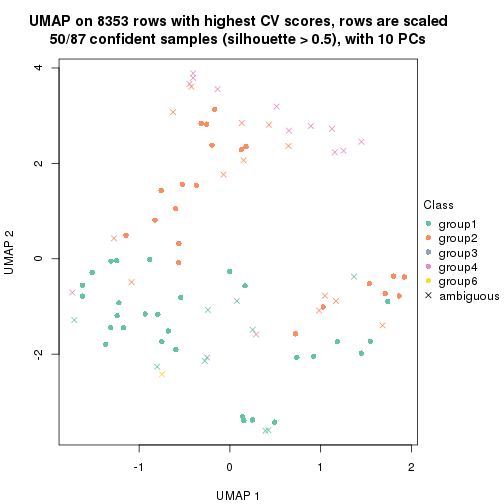 UMAP on 8353 rows with highest CV scores, rows are scaled
50/87 confident samples (silhouette > 0.5), with 10 PCs
4
2
0
-2
UMAP 2
-1
0
1
2
UMAP 1
Class
group1
group2
group3
group4
group6
ambiguous